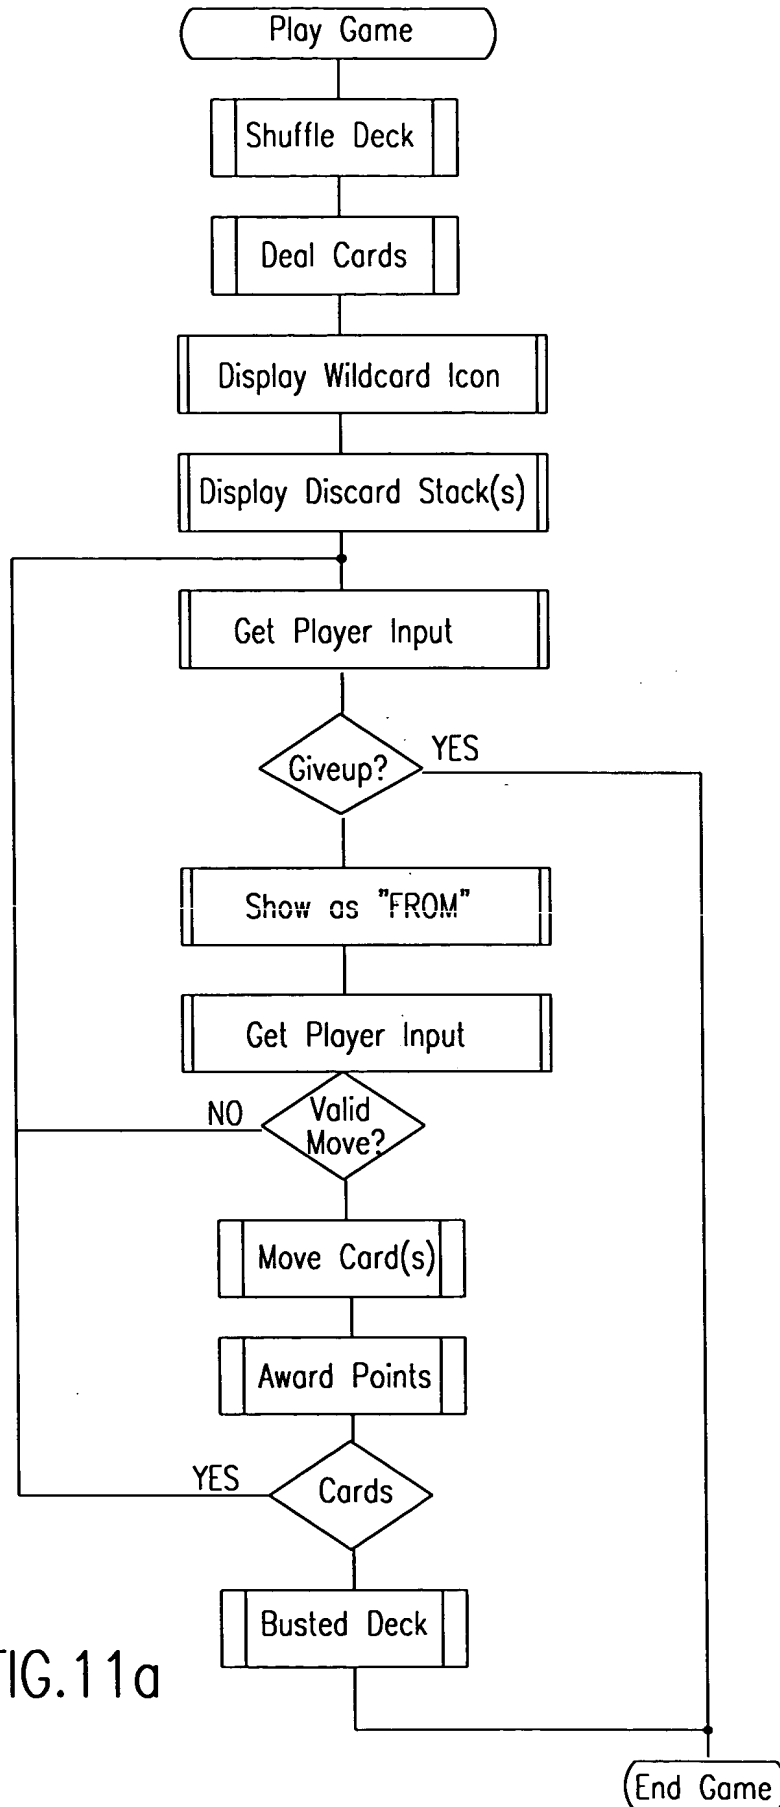 Play Game
Shuffle Deck
Deal Cards
Display Wildcard Icon
Display Discard Stack(s)
Get Player Input
Giveup?
YES
Show as "FROM"
Get Player Input
NO
Valid
Move?
Move Card(s)
Award Points
YES
Cards
Busted Deck
FIG.11a
End Game